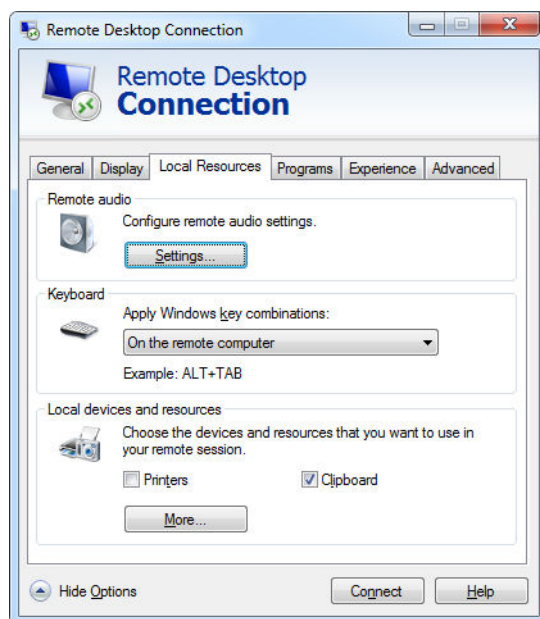 Remote Desktop Connection
Remote Desktop
Connection
General Display Local Resources Programs Experience Advanced
Remote audio
Configure remote audio settings.
Settings...
Keyboard
Apply Windows key combinations:
On the remote computer
Example: ALT+TAB
Local devices and resources
Choose the devices and resources that you want to use in
your remote session.
Printers Clipboard
More...
Hide Options Connect Help